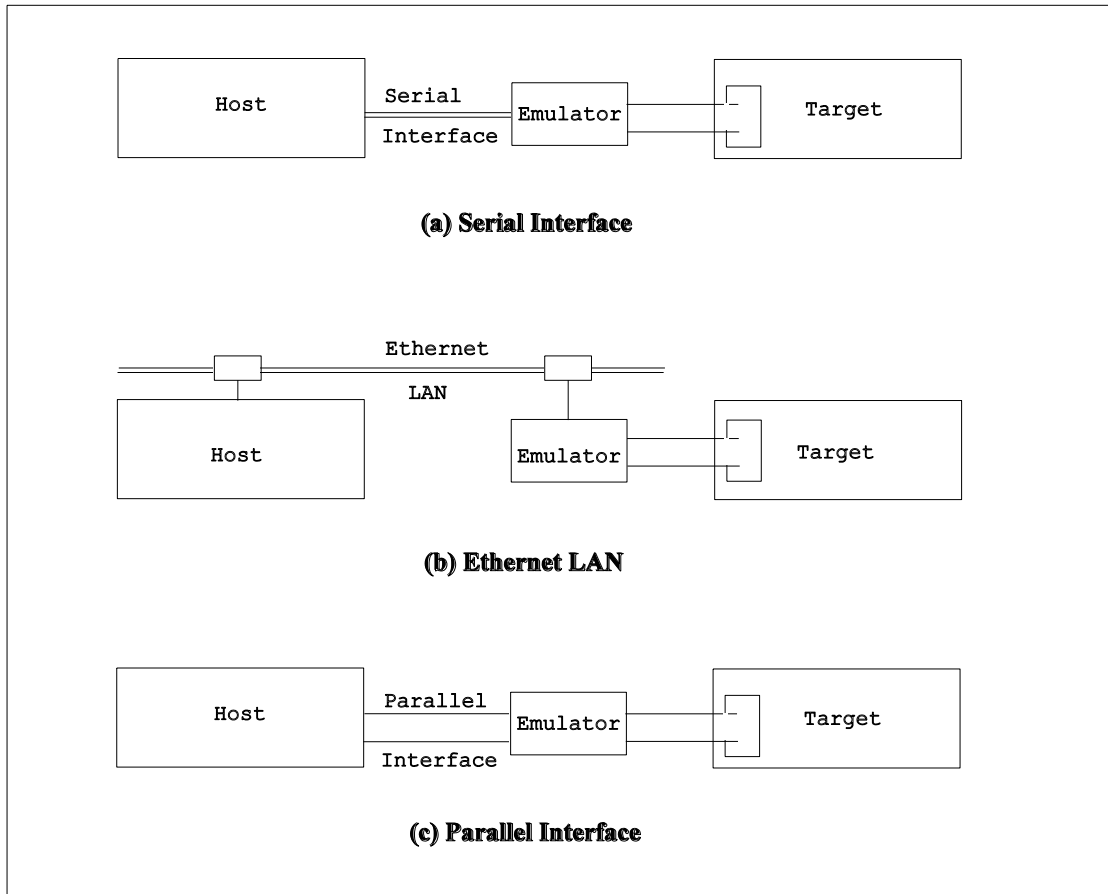 Host
Serial
Interface
Emulator
Target
(a) Serial Interface
Ethernet
LAN
Host
Emulator
Target
(b) Ethernet LAN
Host
Parallel
Interface
Emulator
Target
(c) Parallel Interface